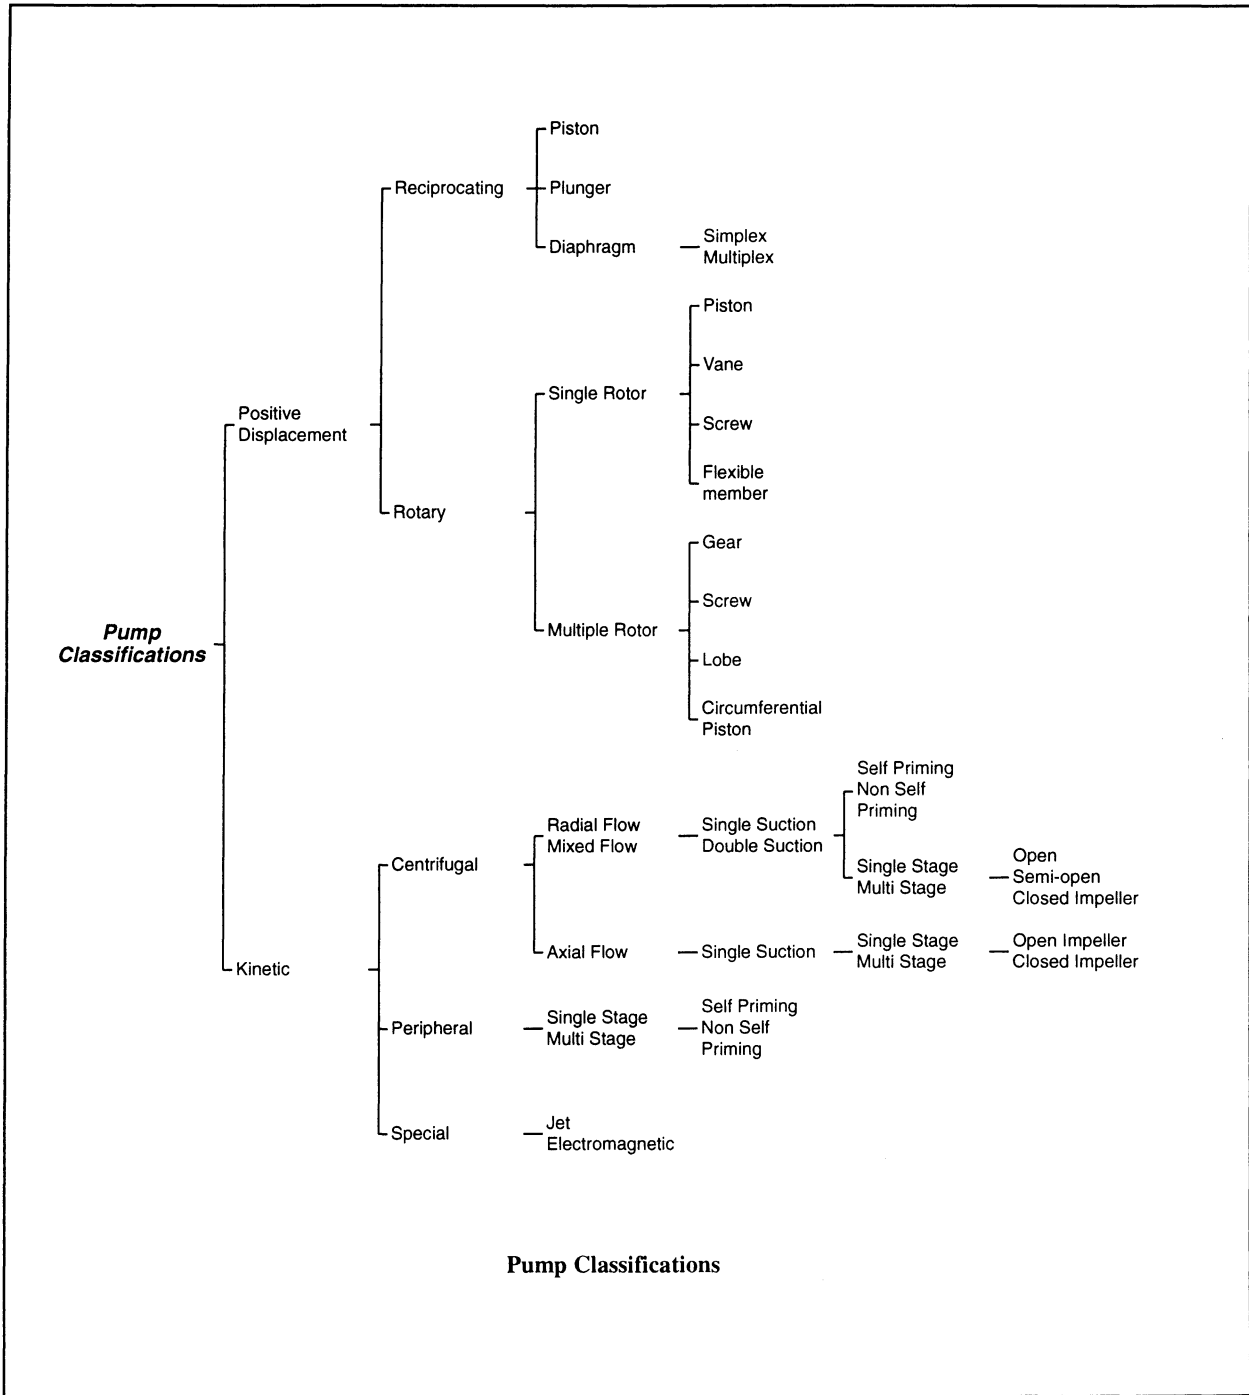 Piston
Reciprocating
Plunger
Diaphragm
Simplex
Multiplex
Piston
Vane
Single Rotor
Positive
Displacement
Screw
Flexible
member
Rotary
Gear
Screw
Multiple Rotor
Pump
Classifications
Lobe
Circumferential
Piston
Self Priming
Non Self
Priming
Radial Flow
Mixed Flow
Single Suction
Double Suction
Centrifugal
Single Stage
Multi Stage
Open
Semi-open
Closed Impeller
Axial Flow
Single Suction
Single Stage
Multi Stage
Open Impeller
Closed Impeller
Kinetic
Peripheral
Single Stage
Multi Stage
Self Priming
Non Self
Priming
Special
Jet
Electromagnetic
Pump Classifications